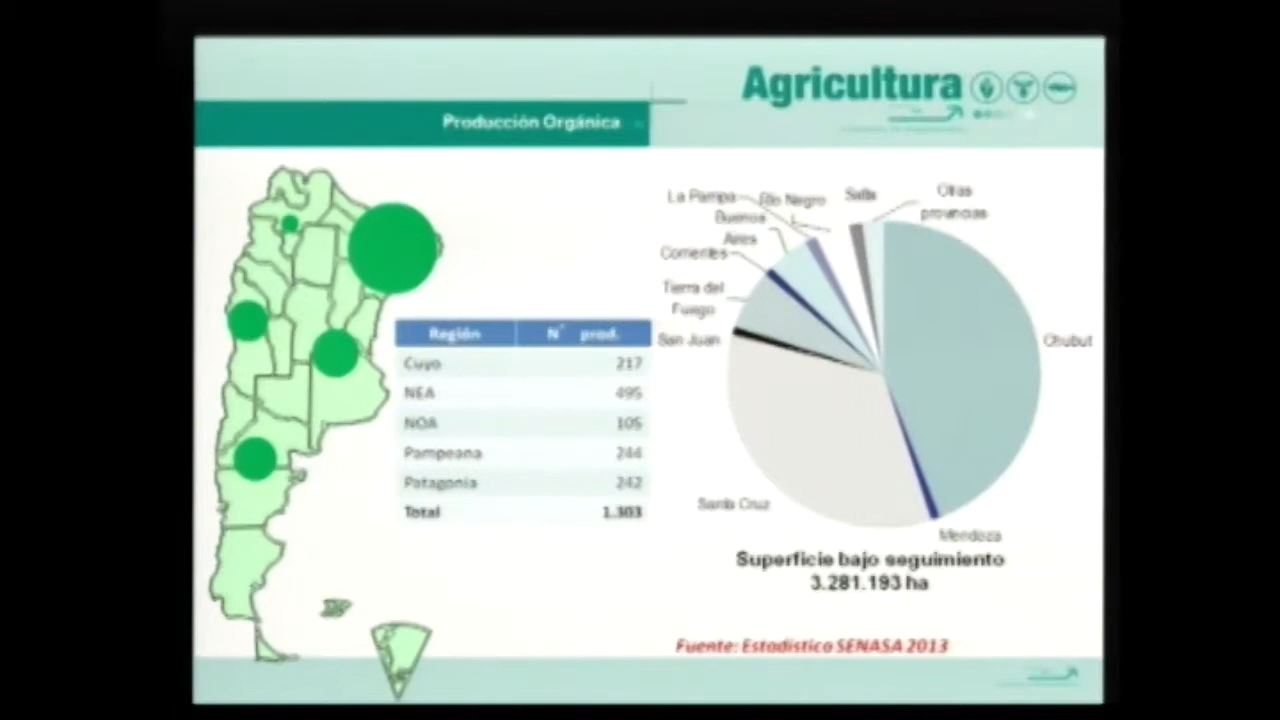 Agricultura
Producción Orgánica
Región N° prod.
Cuyo 217
NEA 495
NOA 105
Pampeana 244
Patagonia 242
Total 1.303
La Pampa
Río Negro
Salta
Otras
provincias
Buenos
Aires
Corrientes
Tierra del
Fuego
San Juan
Chubut
Santa Cruz
Mendoza
Superficie bajo seguimiento
3.281.193 ha
Fuente: Estadístico SENASA 2013